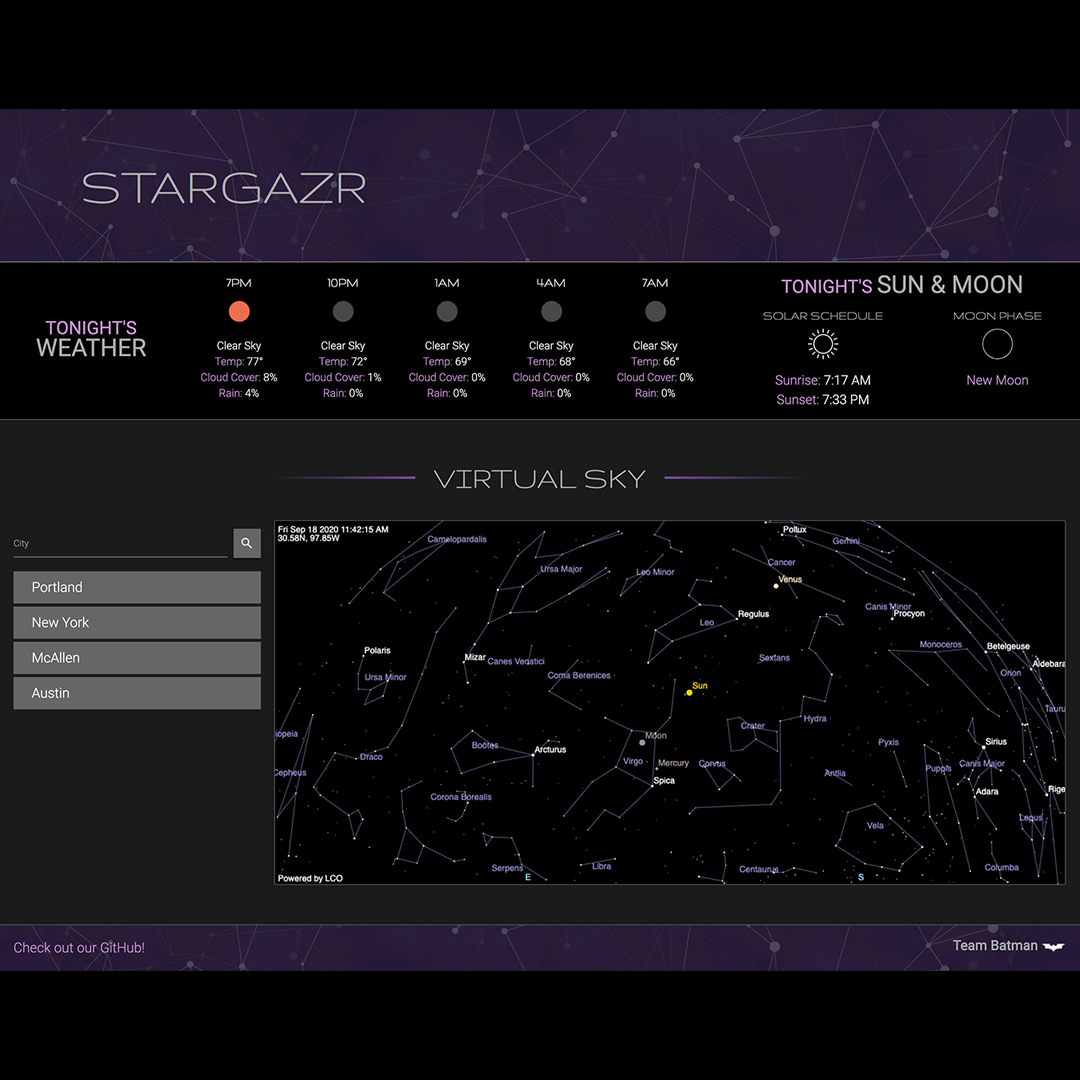 STARGAZR
TONIGHT'S
WEATHER
7PM
Clear Sky
Temp: 77°
Cloud Cover: 8%
Rain: 4%
10PM
Clear Sky
Temp: 72°
Cloud Cover: 1%
Rain: 0%
1AM
Clear Sky
Temp: 69°
Cloud Cover: 0%
Rain: 0%
4AM
Clear Sky
Temp: 68°
Cloud Cover: 0%
Rain: 0%
7AM
Clear Sky
Temp: 66°
Cloud Cover: 0%
Rain: 0%
TONIGHT'S SUN & MOON
SOLAR SCHEDULE
Sunrise: 7:17 AM
Sunset: 7:33 PM
MOON PHASE
New Moon
VIRTUAL SKY
City
Portland
New York
McAllen
Austin
Fri Sep 18 2020 11:42:15 AM
30.58N, 97.85W
Pollux
Camelopardalis
Gemini
Ursa Major
Leo Minor
Cancer
Venus
Canis Minor
Procyon
Regulus
Leo
Monoceros
Betelgeuse
Polaris
Mizar
Canes Venatici
Sextans
Aldebara
Orion
Ursa Minor
Coma Berenices
Sun
Tauru
Hydra
Crater
iopeia
Moon
Boötes
Arcturus
Pyxis
Sirius
Draco
Virgo
Mercury
Corvus
Canis Major
Puppis
Cepheus
Antlia
Spica
Adara
Rige
Corona Borealis
Lepus
Vela
Serpens
Libra
Centaurus
Columba
E
S
Powered by LCO
Check out our GitHub!
Team Batman